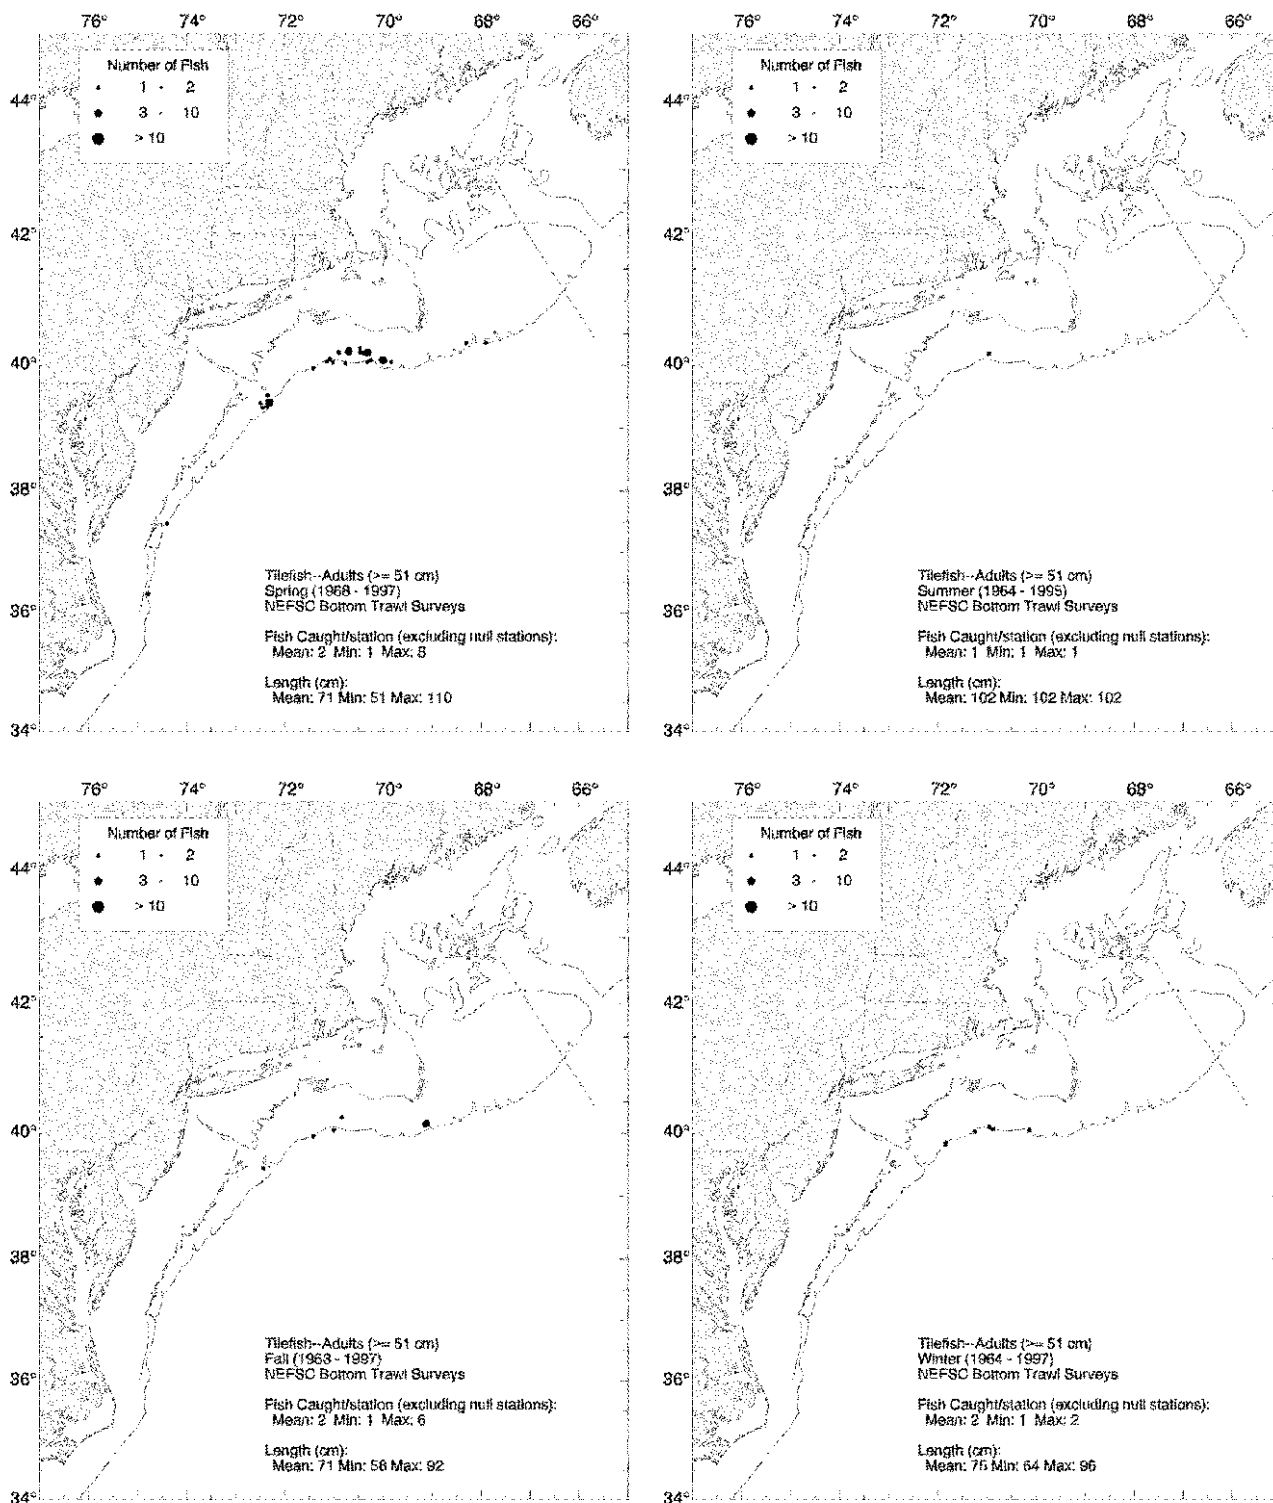 76° 74° 72° 70° 68° 66°
Number of Fish
1 - 2
3 - 10
> 10
44°
42°
40°
38°
36°
34°
Tilefish--Adults (>= 51 cm)
Spring (1968 - 1997)
NEFSC Bottom Trawl Surveys
Fish Caught/station (excluding null stations):
Mean: 2 Min: 1 Max: 8
Length (cm):
Mean: 71 Min: 51 Max: 110
76° 74° 72° 70° 68° 66°
Number of Fish
1 - 2
3 - 10
> 10
44°
42°
40°
38°
36°
34°
Tilefish--Adults (>= 51 cm)
Summer (1964 - 1995)
NEFSC Bottom Trawl Surveys
Fish Caught/station (excluding null stations):
Mean: 1 Min: 1 Max: 1
Length (cm):
Mean: 102 Min: 102 Max: 102
76° 74° 72° 70° 68° 66°
Number of Fish
1 - 2
3 - 10
> 10
44°
42°
40°
38°
36°
34°
Tilefish--Adults (>= 51 cm)
Fall (1963 - 1997)
NEFSC Bottom Trawl Surveys
Fish Caught/station (excluding null stations):
Mean: 2 Min: 1 Max: 6
Length (cm):
Mean: 71 Min: 58 Max: 92
76° 74° 72° 70° 68° 66°
Number of Fish
1 - 2
3 - 10
> 10
44°
42°
40°
38°
36°
34°
Tilefish--Adults (>= 51 cm)
Winter (1964 - 1997)
NEFSC Bottom Trawl Surveys
Fish Caught/station (excluding null stations):
Mean: 2 Min: 1 Max: 2
Length (cm):
Mean: 75 Min: 64 Max: 96